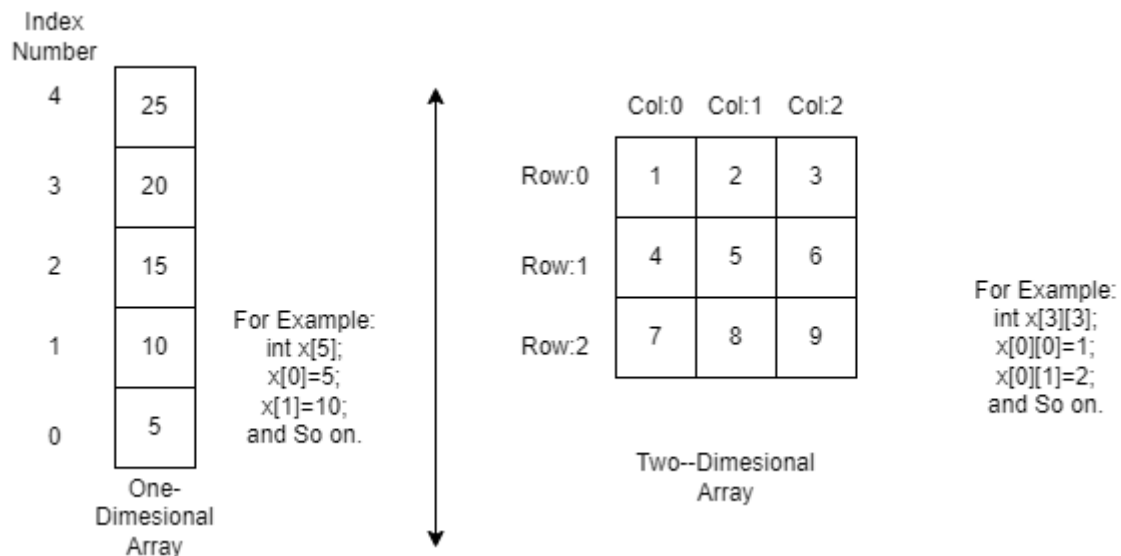 Index
Number
4 25
3 20
2 15
1 10
0 5
For Example:
int x[5];
x[0]=5;
x[1]=10;
and So on.
One-
Dimesional
Array
Col:0 Col:1 Col:2
Row:0 1 2 3
Row:1 4 5 6
Row:2 7 8 9
Two--Dimesional
Array
For Example:
int x[3][3];
x[0][0]=1;
x[0][1]=2;
and So on.